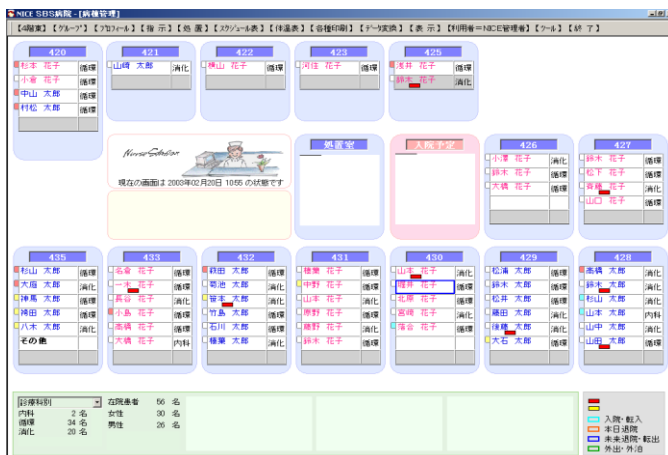 NICE SBS病院 - [病棟管理]
【4階東】【グループ】【プロフィール】【指 示】【処 置】【スケジュール表】【体温表】【各種印刷】【データ変換】【表 示】【利用者=NICE管理者】【ツール】【終 了】
420 421 422 423 425
杉本 花子 循環
小倉 花子 循環
中山 太郎 循環
村松 太郎 循環
山崎 太郎 消化
横山 花子 循環
河住 花子 循環
浅井 花子 循環
鈴木 花子 消化
Nurse Station
現在の画面は 2003年02月20日 1055 の状態です
処置室
入院予定
426
小澤 花子 消化
鈴木 花子 循環
大橋 花子 循環
427
鈴木 花子 循環
松下 花子 循環
斉藤 花子 消化
山口 花子 循環
435
杉山 太郎 循環
大庭 太郎 消化
神馬 太郎 循環
袴田 太郎 循環
八木 太郎 消化
その他
433
名倉 花子 循環
一木 花子 循環
長谷 花子 消化
小島 花子 循環
高橋 花子 循環
大橋 花子 内科
432
萩田 太郎 循環
菊池 太郎 消化
笹本 太郎 循環
竹島 太郎 循環
石川 太郎 循環
榛葉 太郎 消化
431
榛葉 花子 循環
中野 花子 循環
山本 花子 消化
原野 花子 循環
藤野 花子 消化
鈴木 花子 循環
430
山本 花子 消化
堀井 花子 循環
北原 花子 消化
宮崎 花子 消化
落合 花子 循環
429
松浦 太郎 循環
鈴木 太郎 循環
松井 太郎 循環
藤田 太郎 消化
後藤 太郎 消化
大石 太郎 循環
428
高橋 太郎 消化
鈴木 太郎 消化
杉山 太郎 消化
山本 太郎 内科
山中 太郎 消化
山田 太郎 循環
診療科別
内科 2 名
循環 34 名
消化 20 名
在院患者 56 名
女性 30 名
男性 26 名
入院・転入
本日退院
未来退院・転出
外出・外泊